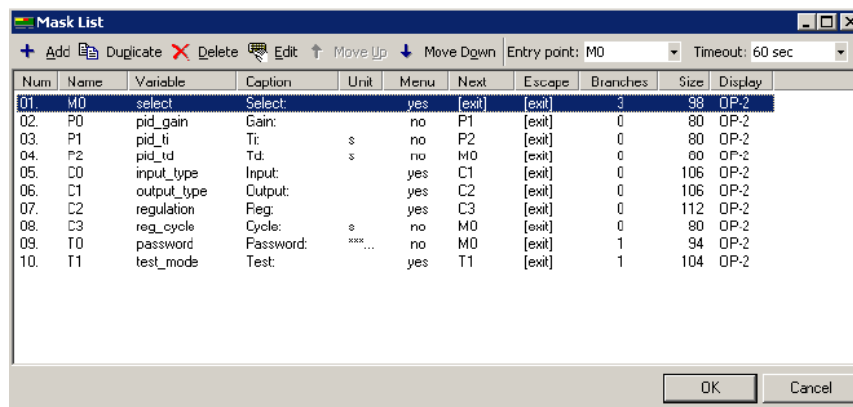 Mask List
Add Duplicate Delete Edit Move Up Move Down Entry point: M0 Timeout: 60 sec
Num Name Variable Caption Unit Menu Next Escape Branches Size Display
01. M0 select Select: yes [exit] [exit] 3 98 OP-2
02. P0 pid_gain Gain: no P1 [exit] 0 80 OP-2
03. P1 pid_ti Ti: s no P2 [exit] 0 80 OP-2
04. P2 pid_td Td: s no M0 [exit] 0 80 OP-2
05. C0 input_type Input: yes C1 [exit] 0 106 OP-2
06. C1 output_type Output: yes C2 [exit] 0 106 OP-2
07. C2 regulation Reg: yes C3 [exit] 0 112 OP-2
08. C3 reg_cycle Cycle: s no M0 [exit] 0 80 OP-2
09. T0 password Password: ***... no M0 [exit] 1 94 OP-2
10. T1 test_mode Test: yes T1 [exit] 1 104 OP-2
OK Cancel